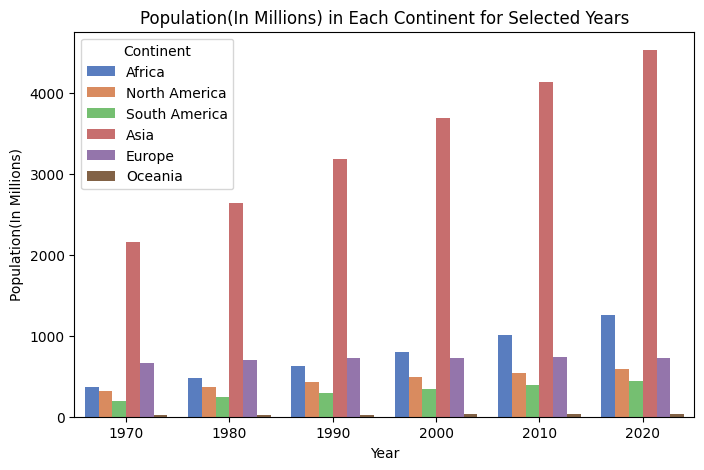 Population(In Millions) in Each Continent for Selected Years
Continent
Africa
North America
South America
Asia
Europe
Oceania
Population(In Millions)
4000
3000
2000
1000
0
1970 1980 1990 2000 2010 2020
Year